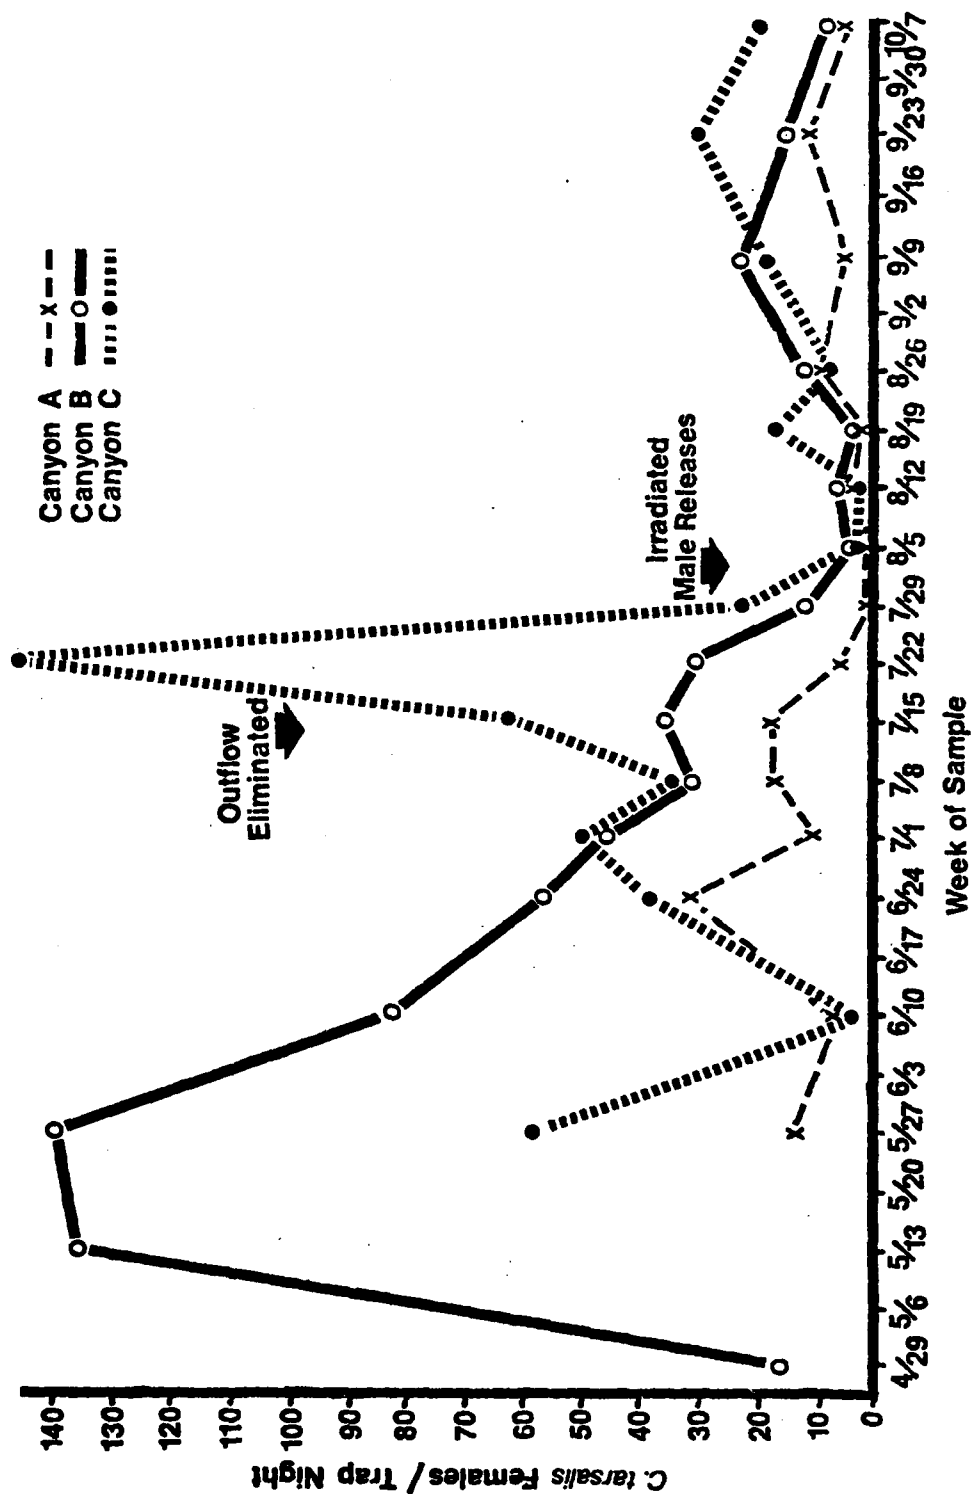 Canyon A
Canyon B
Canyon C
Outflow
Eliminated
Irradiated
Male Releases
C. tarsalis Females / Trap Night
140
130
120
110
100
90
80
70
60
50
40
30
20
10
0
4/29 5/6 5/13 5/20 5/27 6/3 6/10 6/17 6/24 7/1 7/8 7/15 7/22 7/29 8/5 8/12 8/19 8/26 9/2 9/9 9/16 9/23 9/30 10/7
Week of Sample